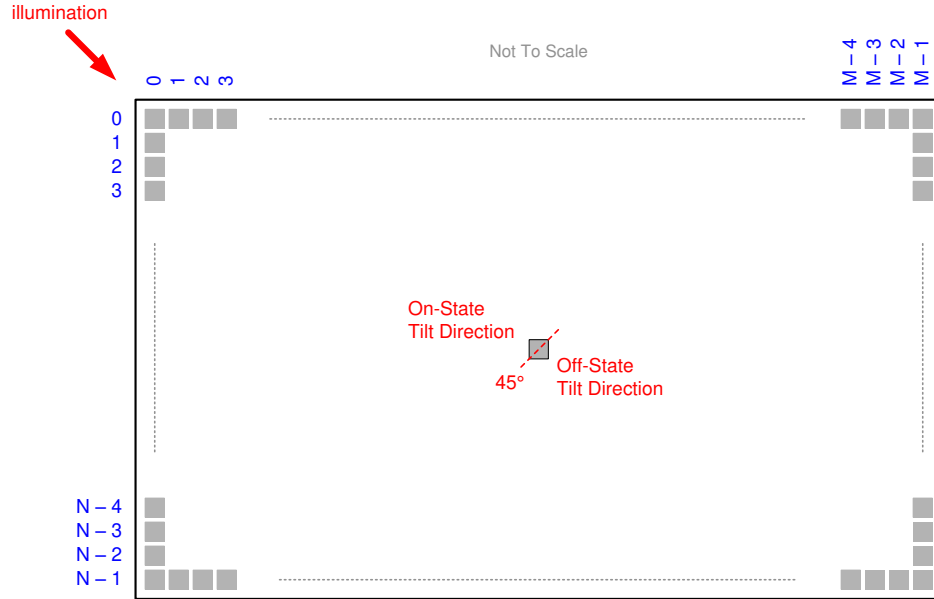 illumination
Not To Scale
0 1 2 3
M – 4 M – 3 M – 2 M – 1
0
1
2
3
On-State
Tilt Direction
Off-State
Tilt Direction
45°
N – 4
N – 3
N – 2
N – 1